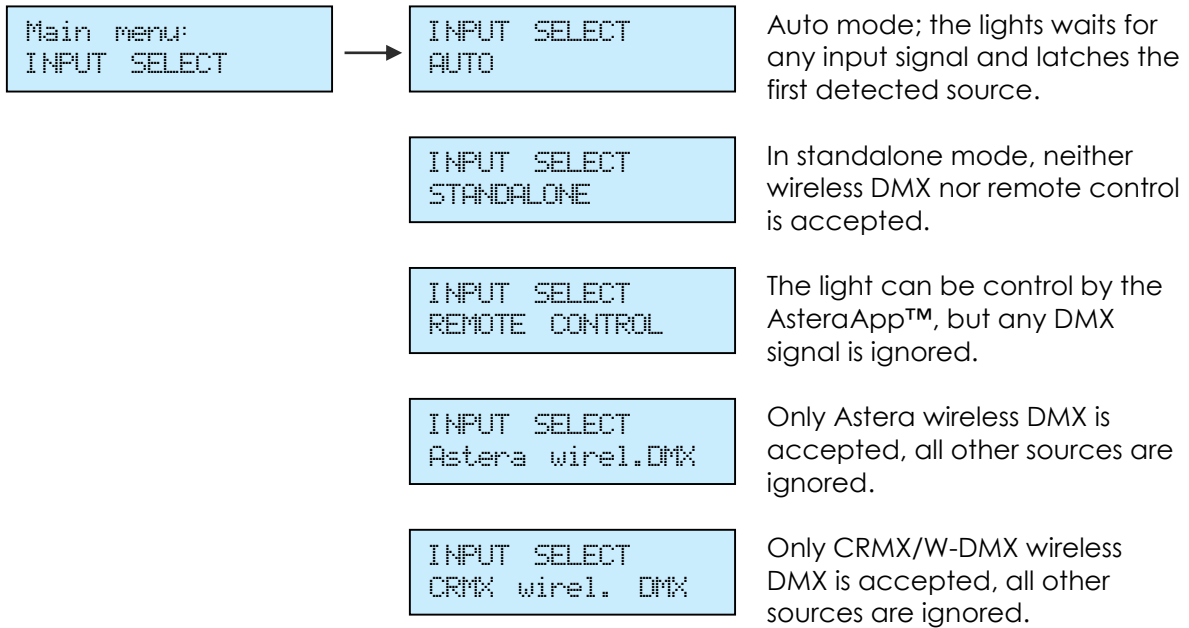 Main menu:
INPUT SELECT
INPUT SELECT
AUTO
Auto mode; the lights waits for
any input signal and latches the
first detected source.
INPUT SELECT
STANDALONE
In standalone mode, neither
wireless DMX nor remote control
is accepted.
INPUT SELECT
REMOTE CONTROL
The light can be control by the
AsteraApp™, but any DMX
signal is ignored.
INPUT SELECT
Astera wirel.DMX
Only Astera wireless DMX is
accepted, all other sources are
ignored.
INPUT SELECT
CRMX wirel. DMX
Only CRMX/W-DMX wireless
DMX is accepted, all other
sources are ignored.